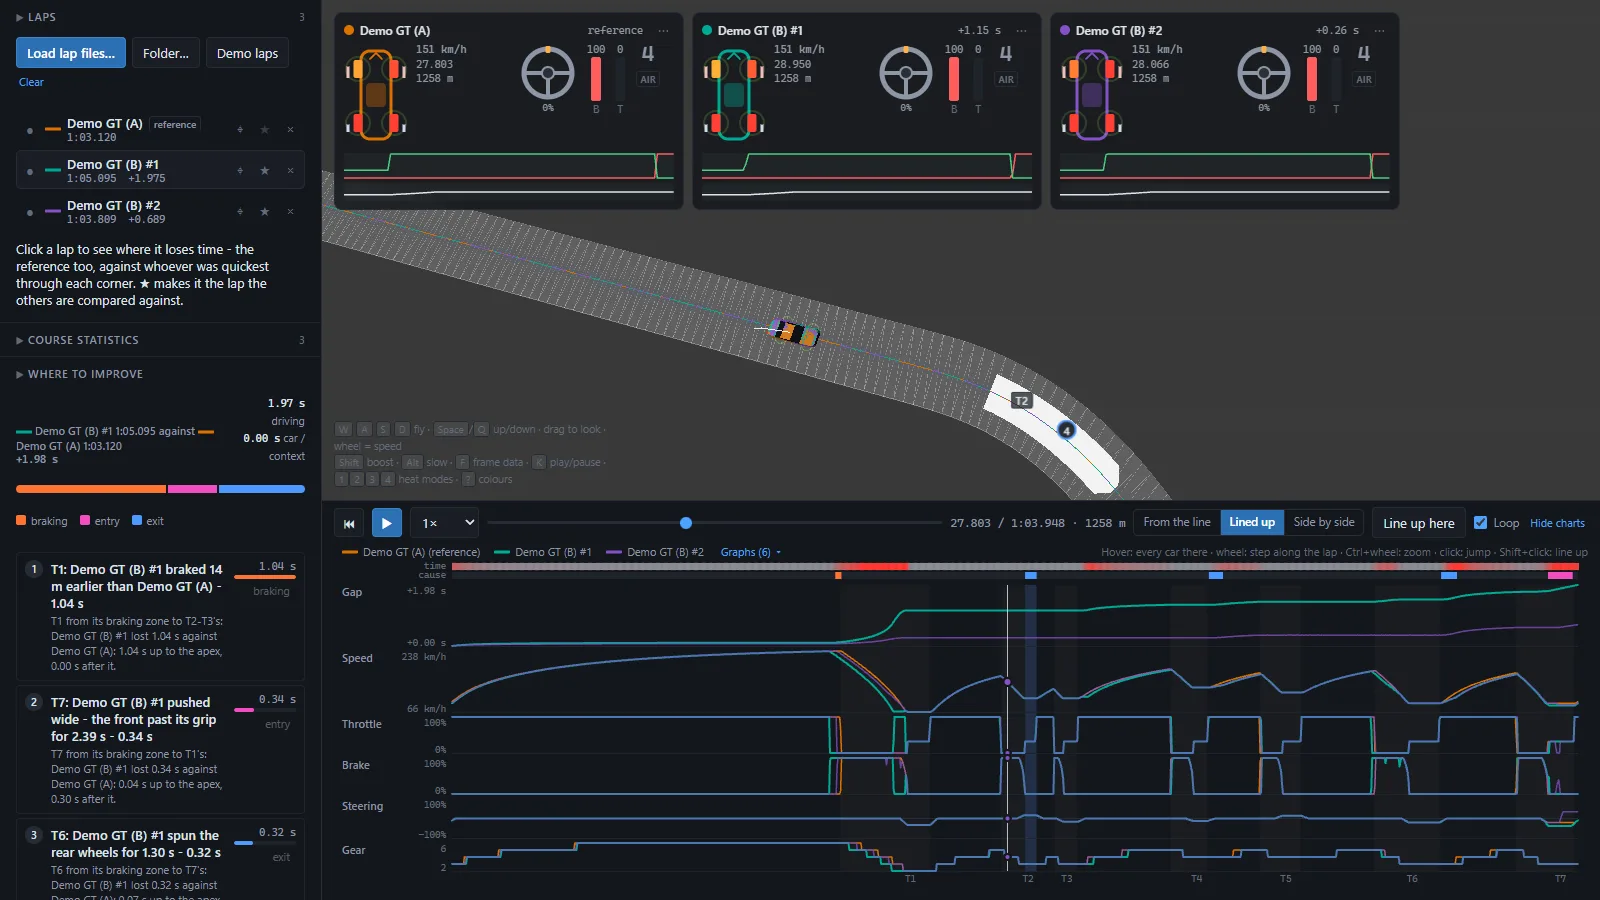 LAPS 3
Load lap files... Folder... Demo laps
Clear
Demo GT (A) reference
1:03.120
Demo GT (B) #1
1:05.095 +1.975
Demo GT (B) #2
1:03.809 +0.689
Click a lap to see where it loses time - the
reference too, against whoever was quickest
through each corner. ★ makes it the lap the
others are compared against.
COURSE STATISTICS 3
WHERE TO IMPROVE
1.97 s
driving
0.00 s car /
context
Demo GT (B) #1 1:05.095 against
Demo GT (A) 1:03.120
+1.98 s
braking entry exit
1 T1: Demo GT (B) #1 braked 14
m earlier than Demo GT (A) -
1.04 s
1.04 s
braking
T1 from its braking zone to T2-T3's:
Demo GT (B) #1 lost 1.04 s against
Demo GT (A): 1.04 s up to the apex,
0.00 s after it.
2 T7: Demo GT (B) #1 pushed
wide - the front past its grip
for 2.39 s - 0.34 s
0.34 s
entry
T7 from its braking zone to T1's:
Demo GT (B) #1 lost 0.34 s against
Demo GT (A): 0.04 s up to the apex,
0.30 s after it.
3 T6: Demo GT (B) #1 spun the
rear wheels for 1.30 s - 0.32 s
0.32 s
exit
T6 from its braking zone to T7's:
Demo GT (B) #1 lost 0.32 s against
Demo GT (A): 0.07 s up to the apex,
Demo GT (A) reference ...
151 km/h
27.803
1258 m
0%
100 0
B T
4
AIR
Demo GT (B) #1 +1.15 s ...
151 km/h
28.950
1258 m
0%
100 0
B T
4
AIR
Demo GT (B) #2 +0.26 s ...
151 km/h
28.066
1258 m
0%
100 0
B T
4
AIR
T2
4
W A S D fly · Space / Q up/down · drag to look ·
wheel = speed
Shift boost · Alt slow · F frame data · K play/pause ·
1 2 3 4 heat modes · T colours
1× 27.803 / 1:03.948 · 1258 m From the line Lined up Side by side Line up here Loop Hide charts
Demo GT (A) (reference) Demo GT (B) #1 Demo GT (B) #2 Graphs (6)
Hover: every car there · wheel: step along the lap · Ctrl+wheel: zoom · click: jump · Shift+click: line up
time
cause
Gap +1.98 s
+0.00 s
Speed 238 km/h
66 km/h
Throttle 100%
0%
Brake 100%
0%
Steering 100%
−100%
Gear 6
2
T1 T2 T3 T4 T5 T6 T7